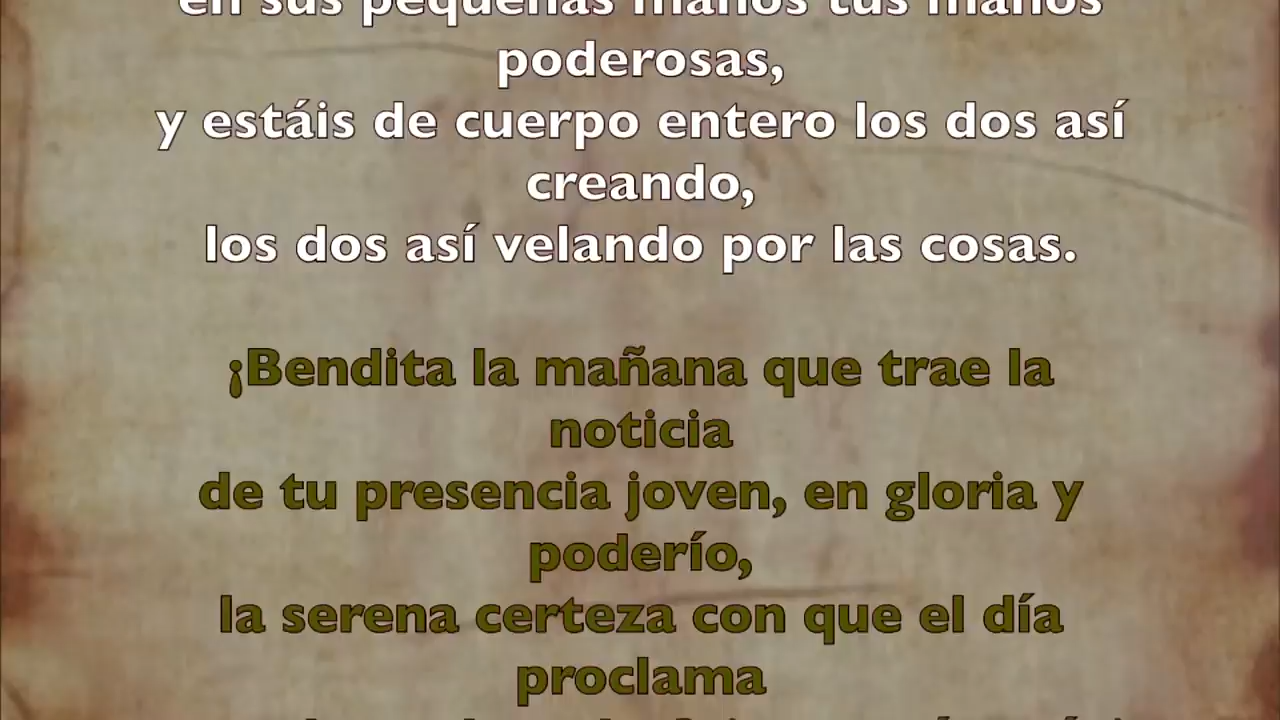 en sus pequeñas manos tus manos
poderosas,
y estáis de cuerpo entero los dos así
creando,
los dos así velando por las cosas.
¡Bendita la mañana que trae la
noticia
de tu presencia joven, en gloria y
poderío,
la serena certeza con que el día
proclama